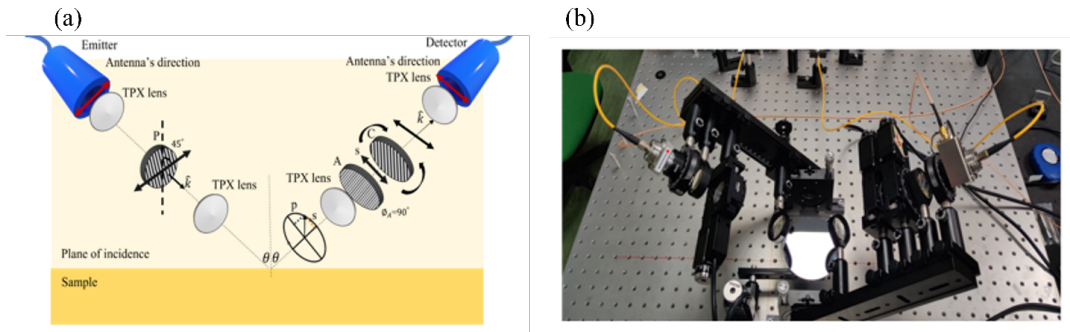 (a)
(b)
Emitter
Antenna's direction
TPX lens
P
45°
k̂
TPX lens
Detector
Antenna's direction
TPX lens
k̂
C
s
A
TPX lens
ϕ_A=90°
p
s
θ θ
Plane of incidence
Sample